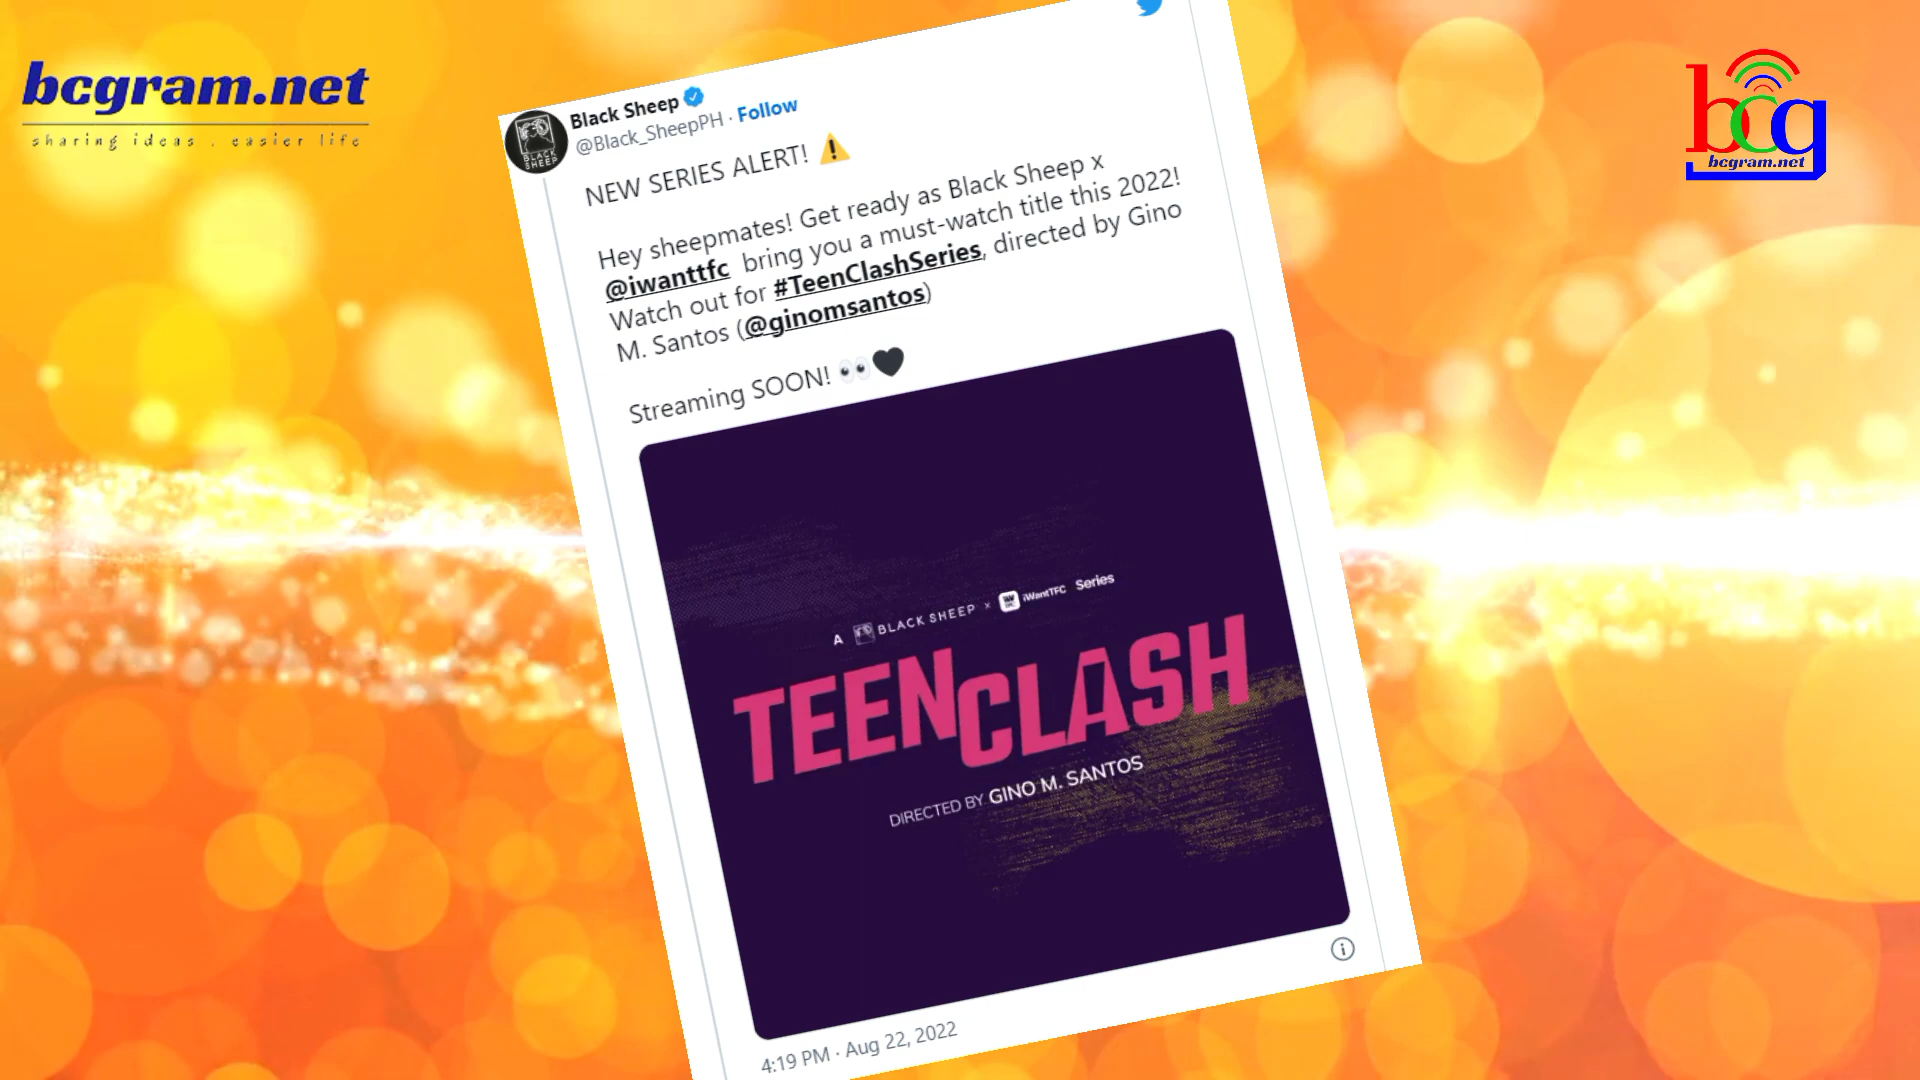 bcgram.net
sharing ideas . easier life
bcg
bcgram.net
Black Sheep
@Black_SheepPH · Follow
BLACK
SHEEP
NEW SERIES ALERT! ⚠️
Hey sheepmates! Get ready as Black Sheep x
@iwanttfc bring you a must-watch title this 2022!
Watch out for #TeenClashSeries, directed by Gino
M. Santos (@ginomsantos)
Streaming SOON! 👀🖤
A BLACK SHEEP × iWantTFC Series
TEENCLASH
DIRECTED BY GINO M. SANTOS
4:19 PM · Aug 22, 2022